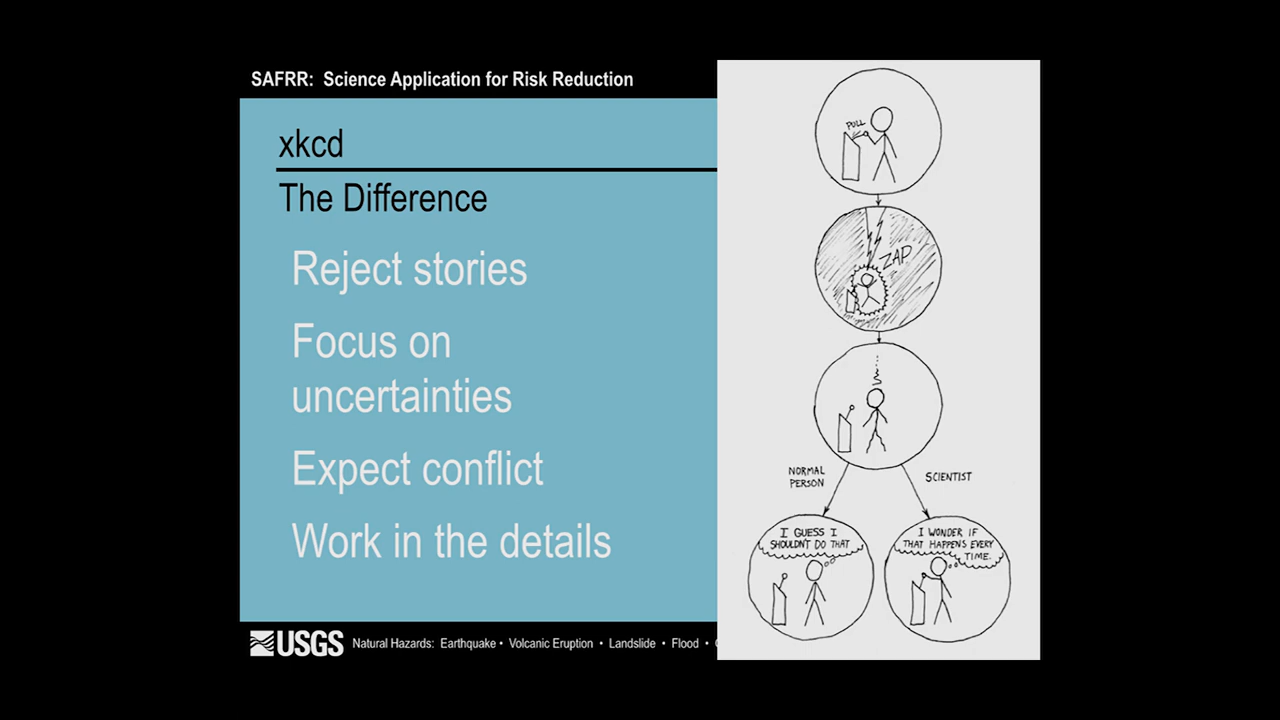 SAFRR: Science Application for Risk Reduction
xkcd
The Difference
Reject stories
Focus on
uncertainties
Expect conflict
Work in the details
USGS
Natural Hazards: Earthquake • Volcanic Eruption • Landslide • Flood •
PULL
ZAP
NORMAL
PERSON
SCIENTIST
I GUESS I
SHOULDN'T DO THAT
I WONDER IF
THAT HAPPENS EVERY
TIME.